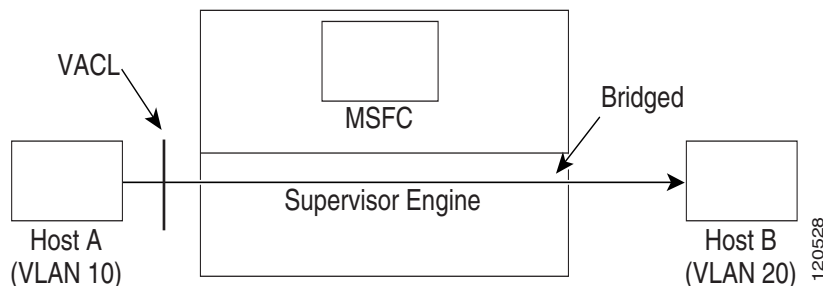 VACL
MSFC
Bridged
Supervisor Engine
Host A
(VLAN 10)
Host B
(VLAN 20)
120528